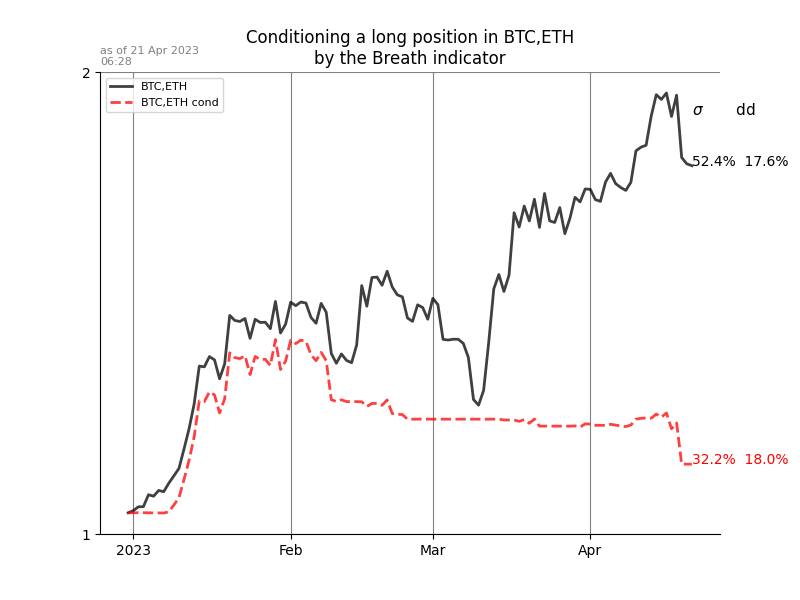 Conditioning a long position in BTC,ETH
by the Breath indicator
as of 21 Apr 2023
06:28
2
BTC,ETH
BTC,ETH cond
σ dd
52.4% 17.6%
32.2% 18.0%
1
2023 Feb Mar Apr